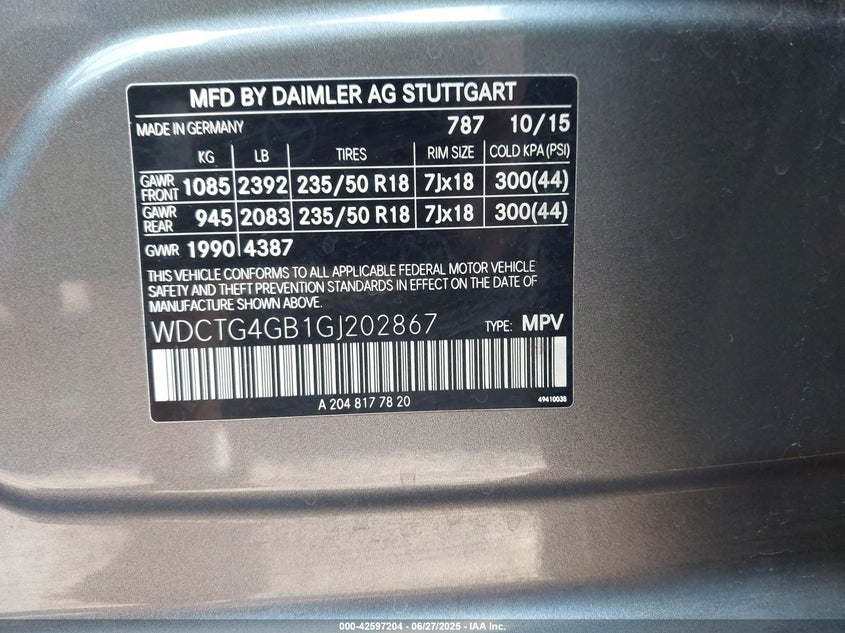 MFD BY DAIMLER AG STUTTGART
MADE IN GERMANY 787 10/15
KG LB TIRES RIM SIZE COLD KPA (PSI)
GAWR FRONT 1085 2392 235/50 R18 7Jx18 300(44)
GAWR REAR 945 2083 235/50 R18 7Jx18 300(44)
GVWR 1990 4387
THIS VEHICLE CONFORMS TO ALL APPLICABLE FEDERAL MOTOR VEHICLE
SAFETY AND THEFT PREVENTION STANDARDS IN EFFECT ON THE DATE OF
MANUFACTURE SHOWN ABOVE.
WDCTG4GB1GJ202867 TYPE: MPV
A 204 817 78 20 49410038
000-42597204 - 06/27/2025 - IAA Inc.